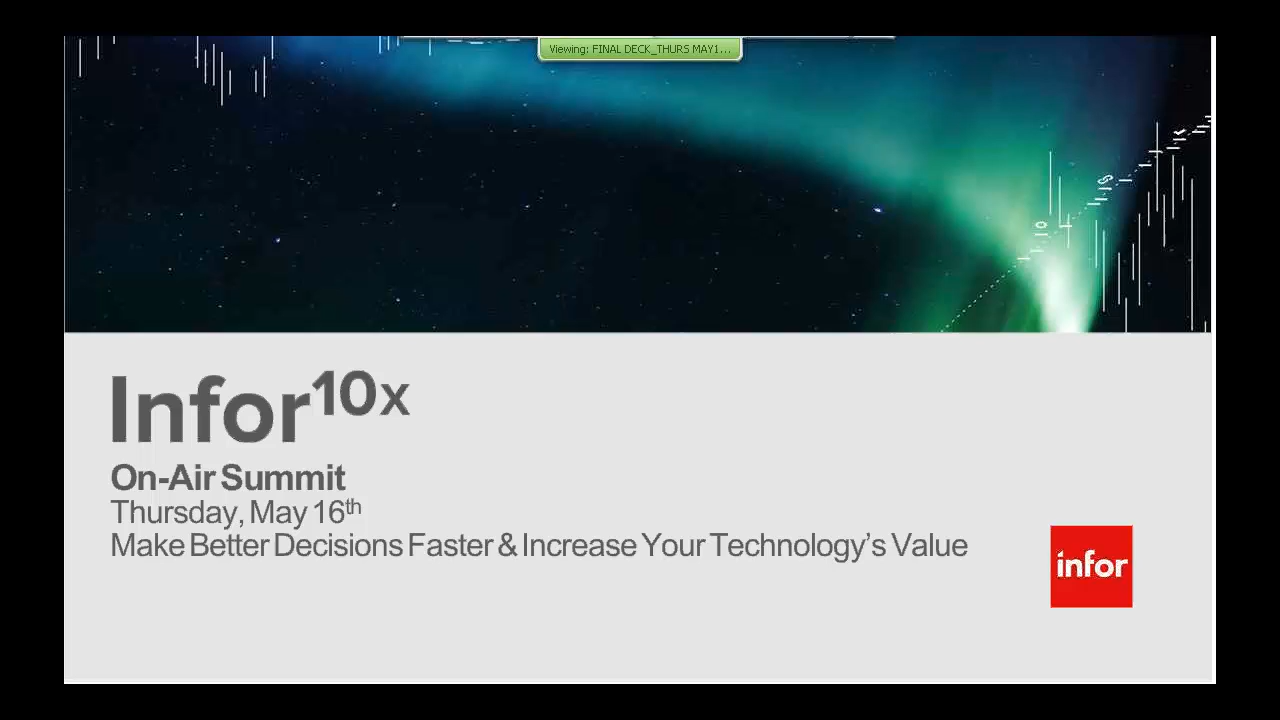 Viewing: FINAL DECK_THURS MAY1...
10
Infor10x
On-Air Summit
Thursday, May 16th
Make Better Decisions Faster & Increase Your Technology's Value
infor